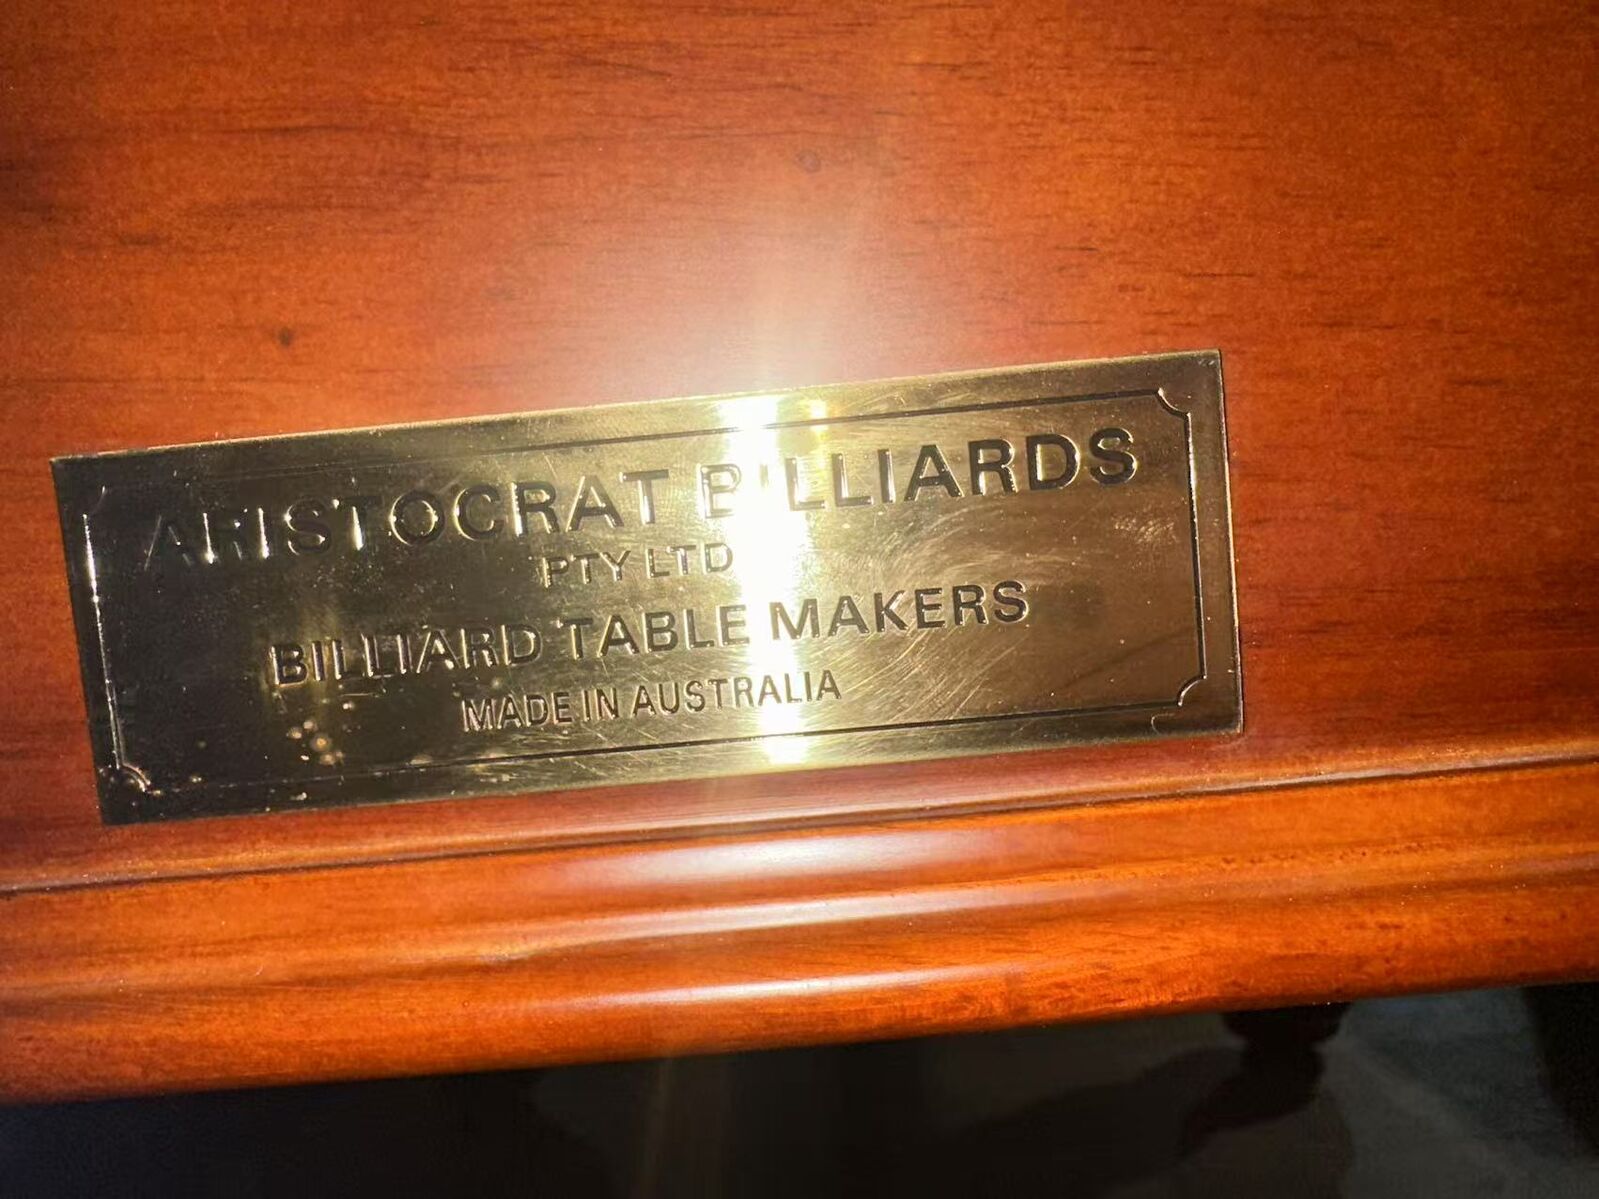 ARISTOCRAT BILLIARDS
PTY LTD
BILLIARD TABLE MAKERS
MADE IN AUSTRALIA